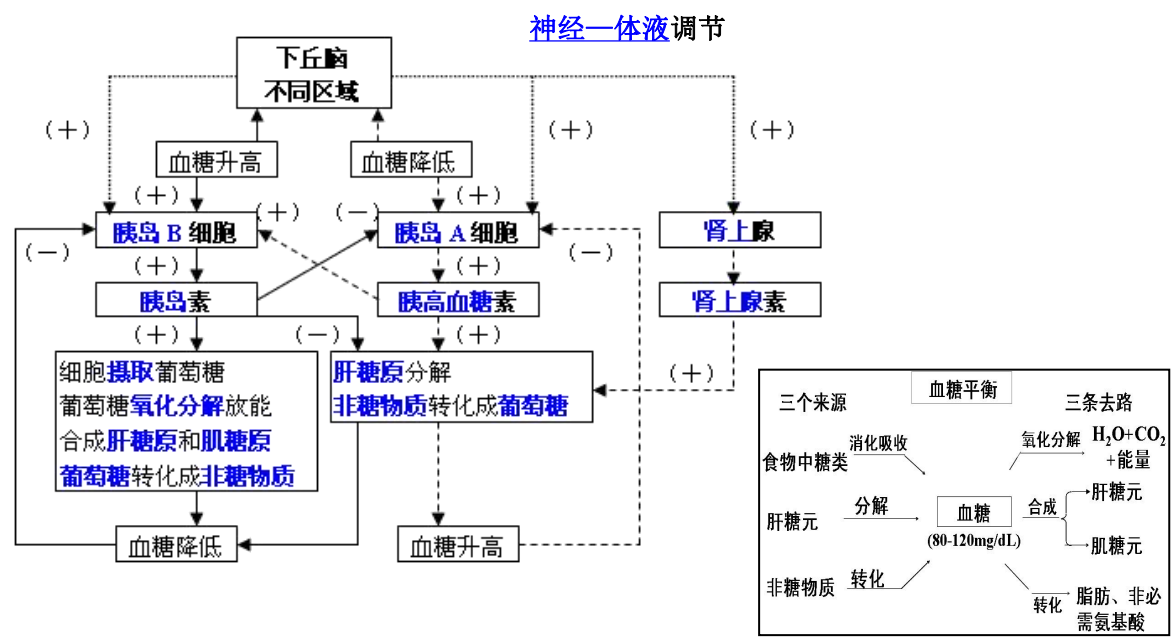 神经—体液调节
下丘脑
不同区域
(+)
(+)
(+)
血糖升高
血糖降低
(+)
(+)
(+)
(−)
胰岛 B 细胞
胰岛 A 细胞
肾上腺
(−)
(+)
(+)
(−)
胰岛素
胰高血糖素
肾上腺素
(+)
(−)
(+)
(+)
细胞摄取葡萄糖
葡萄糖氧化分解放能
合成肝糖原和肌糖原
葡萄糖转化成非糖物质
肝糖原分解
非糖物质转化成葡萄糖
血糖降低
血糖升高
血糖平衡
三个来源
三条去路
食物中糖类
消化吸收
氧化分解
H₂O+CO₂
+能量
肝糖元
分解
血糖
(80-120mg/dL)
合成
肝糖元
肌糖元
非糖物质
转化
转化
脂肪、非必
需氨基酸